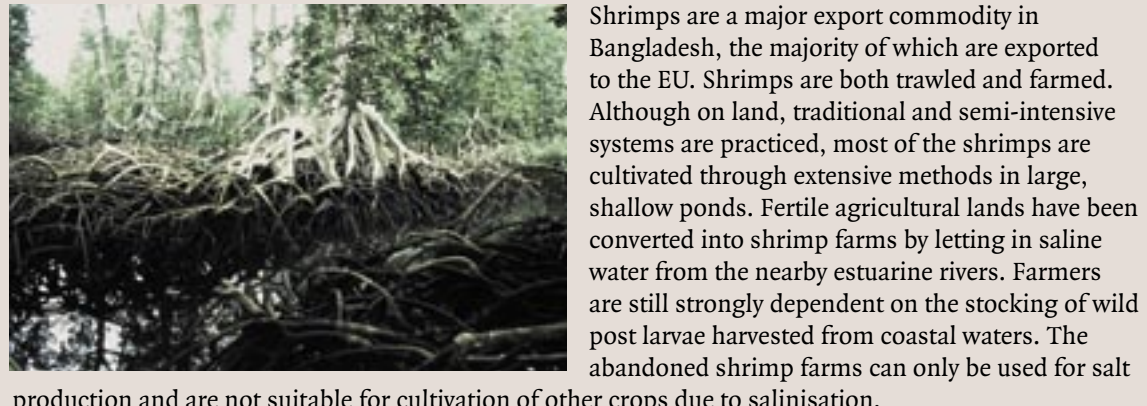 Shrimps are a major export commodity in
Bangladesh, the majority of which are exported
to the EU. Shrimps are both trawled and farmed.
Although on land, traditional and semi-intensive
systems are practiced, most of the shrimps are
cultivated through extensive methods in large,
shallow ponds. Fertile agricultural lands have been
converted into shrimp farms by letting in saline
water from the nearby estuarine rivers. Farmers
are still strongly dependent on the stocking of wild
post larvae harvested from coastal waters. The
abandoned shrimp farms can only be used for salt
production and are not suitable for cultivation of other crops due to salinisation.